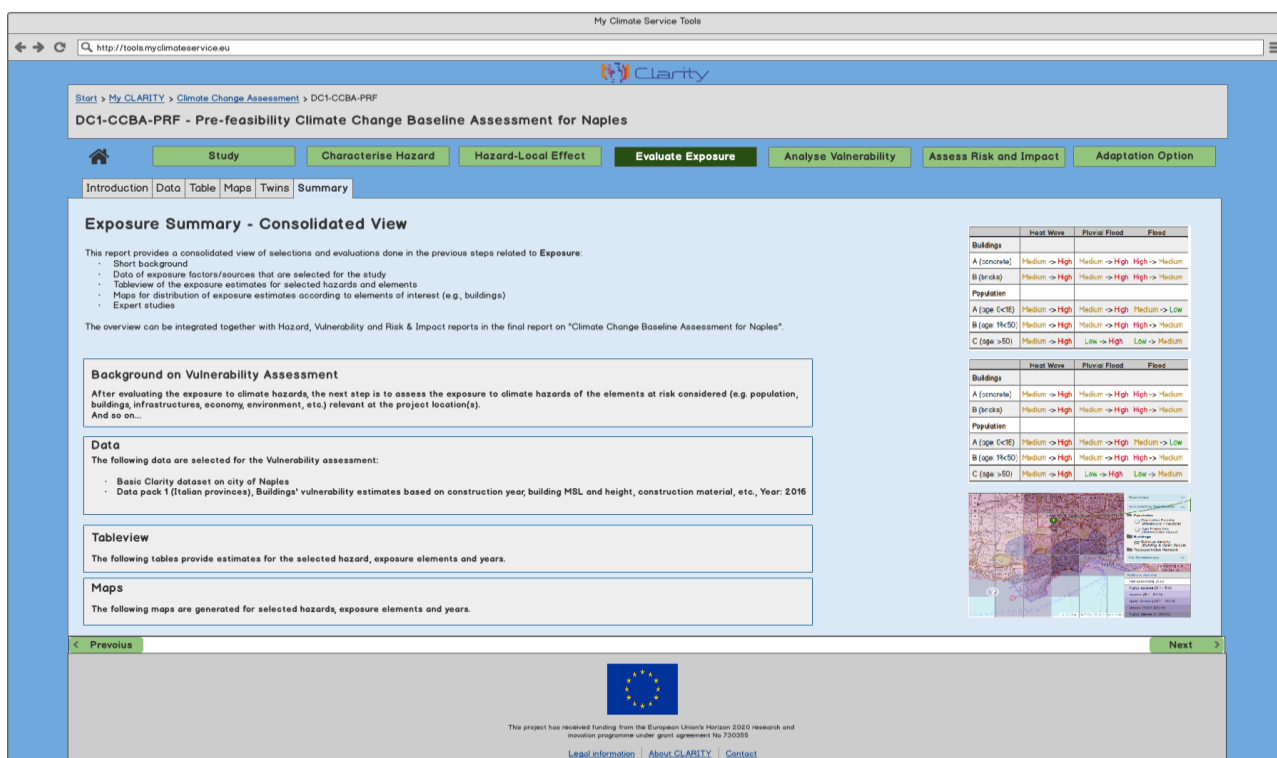 My Climate Service Tools
http://tools.myclimateservice.eu
Clarity
Start > My CLARITY > Climate Change Assessment > DC1-CCBA-PRF
DC1-CCBA-PRF - Pre-feasibility Climate Change Baseline Assessment for Naples
Study
Characterise Hazard
Hazard-Local Effect
Evaluate Exposure
Analyse Valnerability
Assess Risk and Impact
Adaptation Option
Introduction
Data
Table
Maps
Twins
Summary
Exposure Summary - Consolidated View
This report provides a consolidated view of selections and evaluations done in the previous steps related to Exposure:
· Short background
· Data of exposure factors/sources that are selected for the study
· Tableview of the exposure estimates for selected hazards and elements
· Maps for distribution of exposure estimates according to elements of interest (e.g., buildings)
· Expert studies
The overview can be integrated together with Hazard, Vulnerability and Risk & Impact reports in the final report on "Climate Change Baseline Assessment for Naples".
Background on Vulnerability Assessment
After evaluating the exposure to climate hazards, the next step is to assess the exposure to climate hazards of the elements at risk considered (e.g. population,
buildings, infrastructures, economy, environment, etc.) relevant at the project location(s).
And so on...
Data
The following data are selected for the Vulnerability assessment:
· Basic Clarity dataset on city of Naples
· Data pack 1 (Italian provinces), Buildings' vulnerability estimates based on construction year, building MSL and height, construction material, etc., Year: 2016
Tableview
The following tables provide estimates for the selected hazard, exposure elements and years.
Maps
The following maps are generated for selected hazards, exposure elements and years.
Heat Wave Pluvial Flood Flood
Buildings
A (concrete) Medium -> High Medium -> High High -> Medium
B (bricks) Medium -> High Medium -> High High -> Medium
Population
A (age: 0<18) Medium -> High Medium -> High Medium -> Low
B (age: 19<50) Medium -> High Medium -> High High -> Medium
C (age: >50) Medium -> High Low -> High Low -> Medium
Heat Wave Pluvial Flood Flood
Buildings
A (concrete) Medium -> High Medium -> High High -> Medium
B (bricks) Medium -> High Medium -> High High -> Medium
Population
A (age: 0<18) Medium -> High Medium -> High Medium -> Low
B (age: 19<50) Medium -> High Medium -> High High -> Medium
C (age: >50) Medium -> High Low -> High Low -> Medium
Population
Buildings
< Prevoius
Next >
This project has received funding from the European Union's Horizon 2020 research and
inovation programme under grant agreement No 730355
Legal information | About CLARITY | Contact